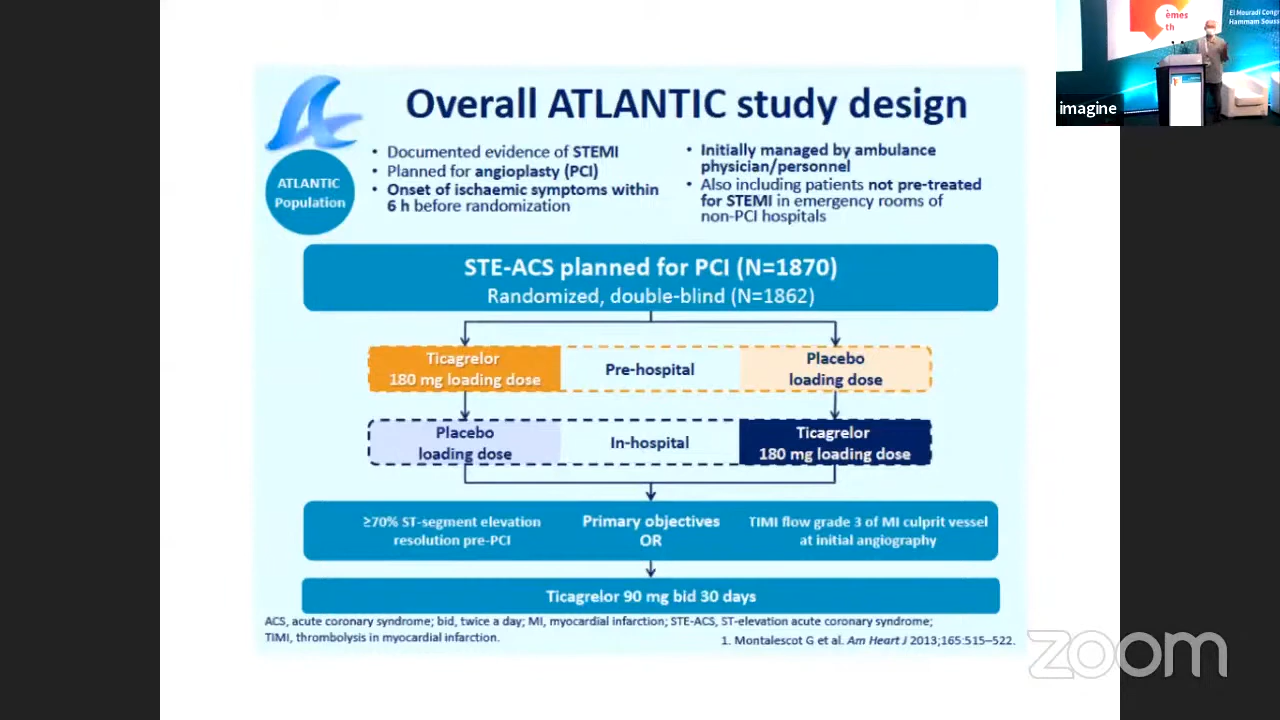 Overall ATLANTIC study design
ATLANTIC
Population
• Documented evidence of STEMI
• Planned for angioplasty (PCI)
• Onset of ischaemic symptoms within
6 h before randomization
• Initially managed by ambulance
physician/personnel
• Also including patients not pre-treated
for STEMI in emergency rooms of
non-PCI hospitals
STE-ACS planned for PCI (N=1870)
Randomized, double-blind (N=1862)
Ticagrelor
180 mg loading dose
Pre-hospital
Placebo
loading dose
Placebo
loading dose
In-hospital
Ticagrelor
180 mg loading dose
≥70% ST-segment elevation
resolution pre-PCI
Primary objectives
OR
TIMI flow grade 3 of MI culprit vessel
at initial angiography
Ticagrelor 90 mg bid 30 days
ACS, acute coronary syndrome; bid, twice a day; MI, myocardial infarction; STE-ACS, ST-elevation acute coronary syndrome;
TIMI, thrombolysis in myocardial infarction.
1. Montalescot G et al. Am Heart J 2013;165:515–522.
èmes
th
El Mouradi Congr
Hammam Souss
imagine
zoom